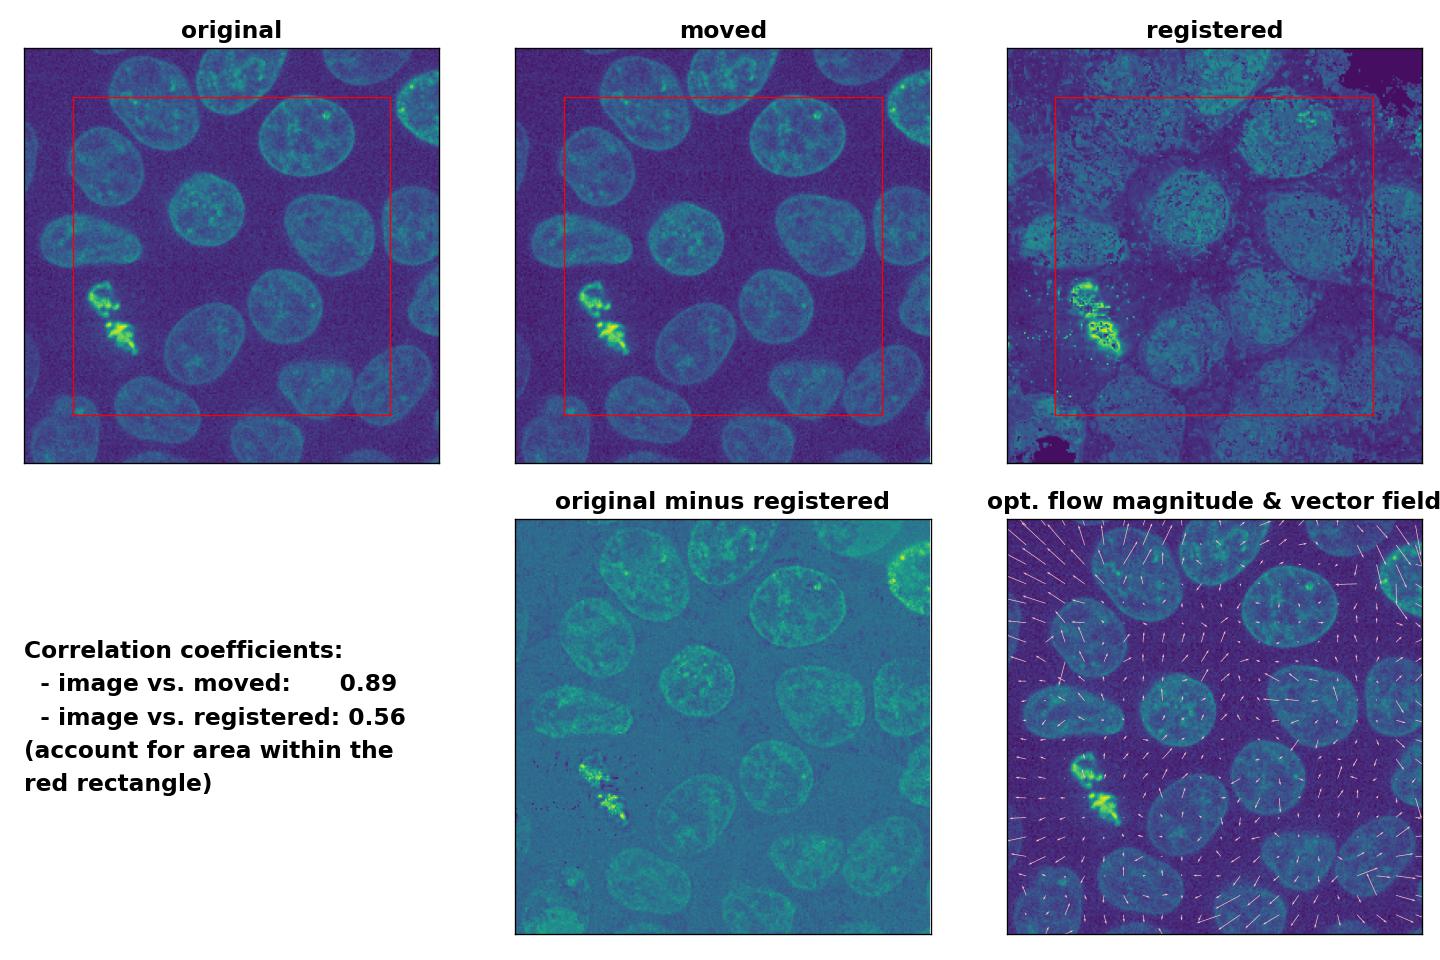 original
moved
registered
original minus registered
opt. flow magnitude & vector field
Correlation coefficients:
- image vs. moved: 0.89
- image vs. registered: 0.56
(account for area within the
red rectangle)